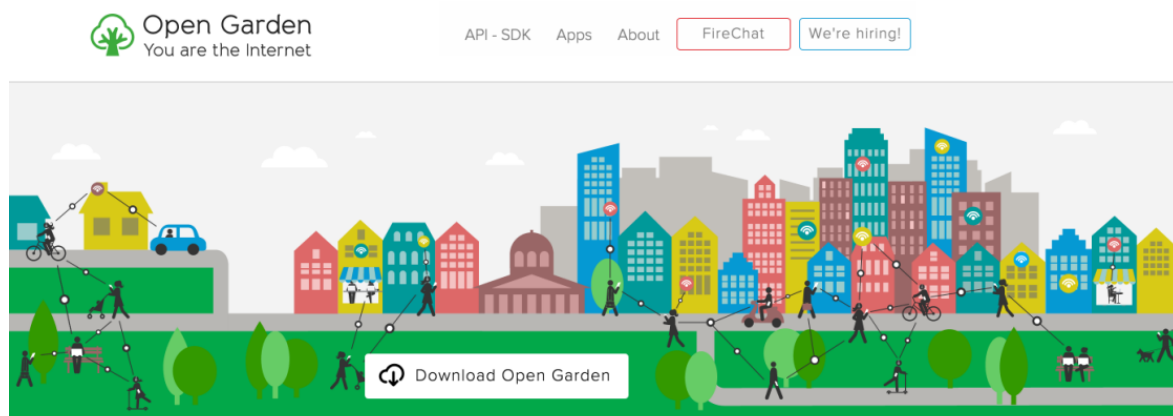 Open Garden
You are the Internet
API - SDK Apps About FireChat We're hiring!
Download Open Garden